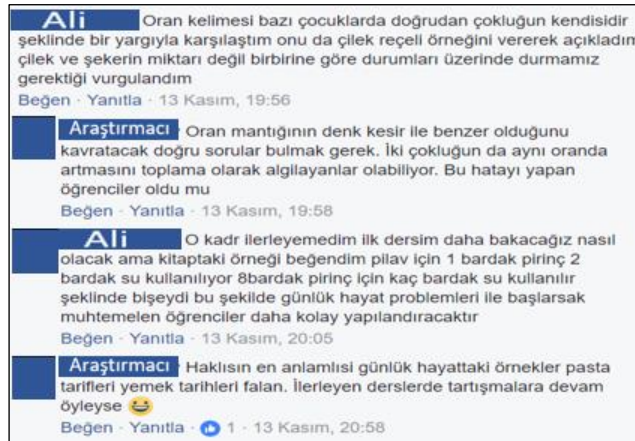 Ali Oran kelimesi bazı çocuklarda doğrudan çokluğun kendisidir
şeklinde bir yargıyla karşılaştım onu da çilek reçeli örneğini vererek açıkladım
çilek ve şekerin miktarı değil birbirine göre durumları üzerinde durmamız
gerektiği vurgulandım
Beğen · Yanıtla · 13 Kasım, 19:56
Araştırmacı Oran mantığının denk kesir ile benzer olduğunu
kavratacak doğru sorular bulmak gerek. İki çokluğun da aynı oranda
artmasını toplama olarak algilayanlar olabiliyor. Bu hatayı yapan
öğrenciler oldu mu
Beğen · Yanıtla · 13 Kasım, 19:58
Ali O kadr ilerleyemedim ilk dersim daha bakacağız nasıl
olacak ama kitaptaki örneği beğendim pilav için 1 bardak pirinç 2
bardak su kullanılıyor 8bardak pirinç için kaç bardak su kullanılır
şeklinde bişeydi bu şekilde günlük hayat problemleri ile başlarsak
muhtemelen öğrenciler daha kolay yapılandıracaktır
Beğen · Yanıtla · 13 Kasım, 20:05
Araştırmacı Haklısın en anlamlısi günlük hayattaki örnekler pasta
tarifleri yemek tarihleri falan. İlerleyen derslerde tartışmalara devam
öyleyse 😀
Beğen · Yanıtla · 1 · 13 Kasım, 20:58